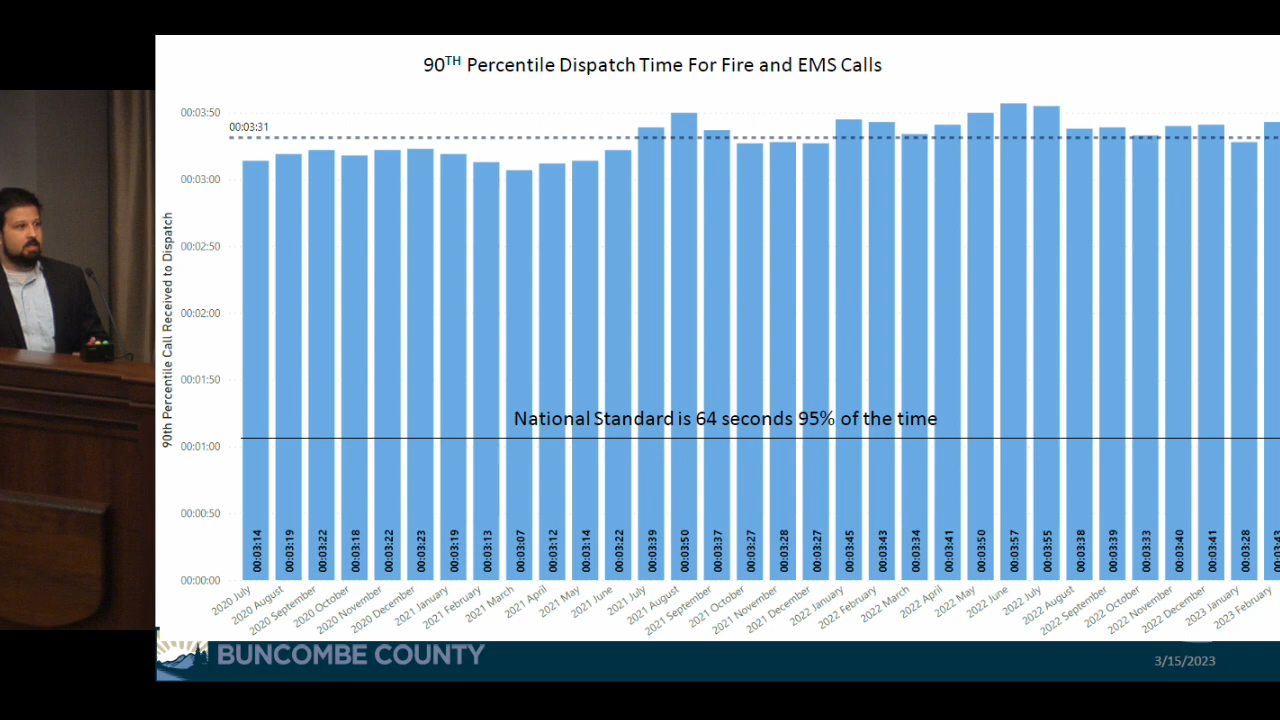 90TH Percentile Dispatch Time For Fire and EMS Calls
00:03:50
00:03:31
00:03:00
00:02:50
00:02:00
00:01:50
00:01:00
00:00:50
00:00:00
90th Percentile Call Received to Dispatch
National Standard is 64 seconds 95% of the time
00:03:14
00:03:19
00:03:22
00:03:18
00:03:22
00:03:23
00:03:19
00:03:13
00:03:07
00:03:12
00:03:14
00:03:22
00:03:39
00:03:50
00:03:37
00:03:27
00:03:28
00:03:27
00:03:45
00:03:43
00:03:34
00:03:41
00:03:50
00:03:57
00:03:55
00:03:38
00:03:39
00:03:33
00:03:40
00:03:41
00:03:28
00:03:43
2020 July
2020 August
2020 September
2020 October
2020 November
2020 December
2021 January
2021 February
2021 March
2021 April
2021 May
2021 June
2021 July
2021 August
2021 September
2021 October
2021 November
2021 December
2022 January
2022 February
2022 March
2022 April
2022 May
2022 June
2022 July
2022 August
2022 September
2022 October
2022 November
2022 December
2023 January
2023 February
BUNCOMBE COUNTY
3/15/2023